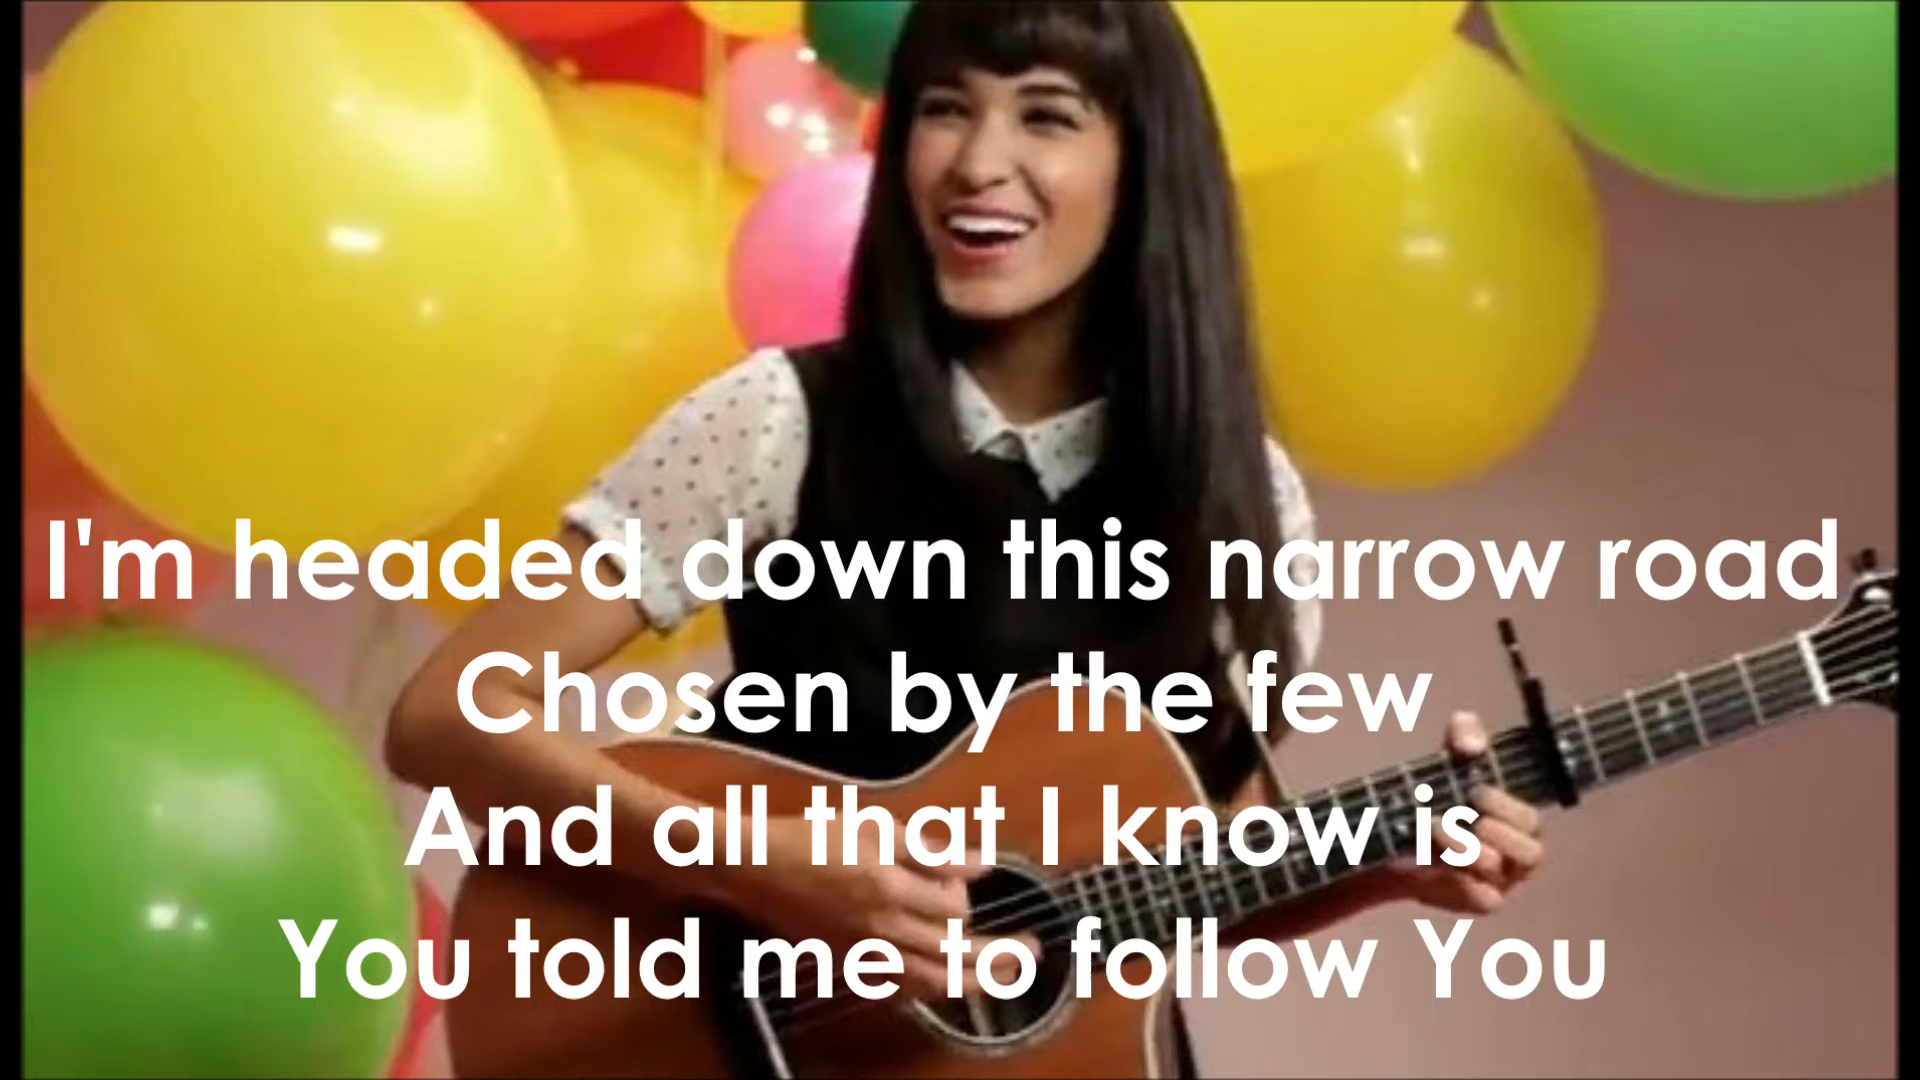 I'm headed down this narrow road
Chosen by the few
And all that I know is
You told me to follow You